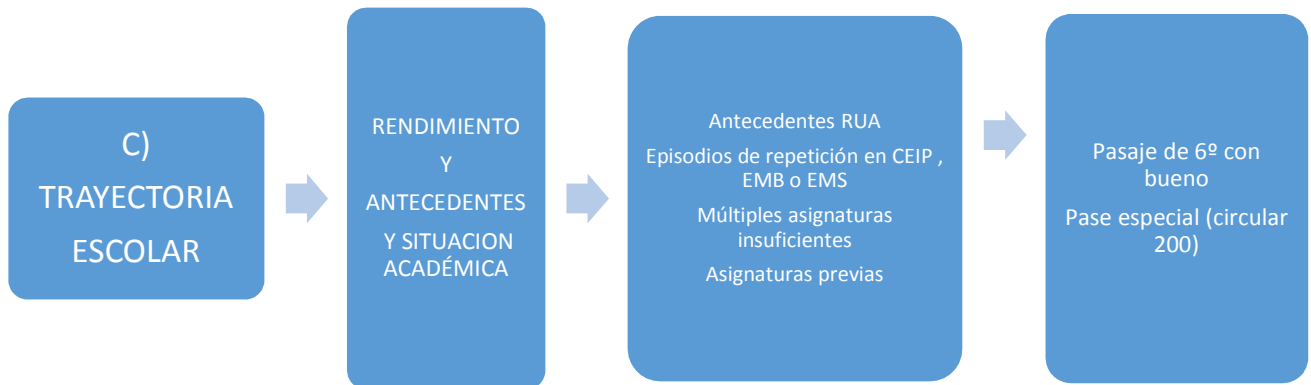 C)
TRAYECTORIA
ESCOLAR
RENDIMIENTO
Y
ANTECEDENTES
Y SITUACION
ACADÉMICA
Antecedentes RUA
Episodios de repetición en CEIP ,
EMB o EMS
Múltiples asignaturas
insuficientes
Asignaturas previas
Pasaje de 6º con
bueno
Pase especial (circular
200)